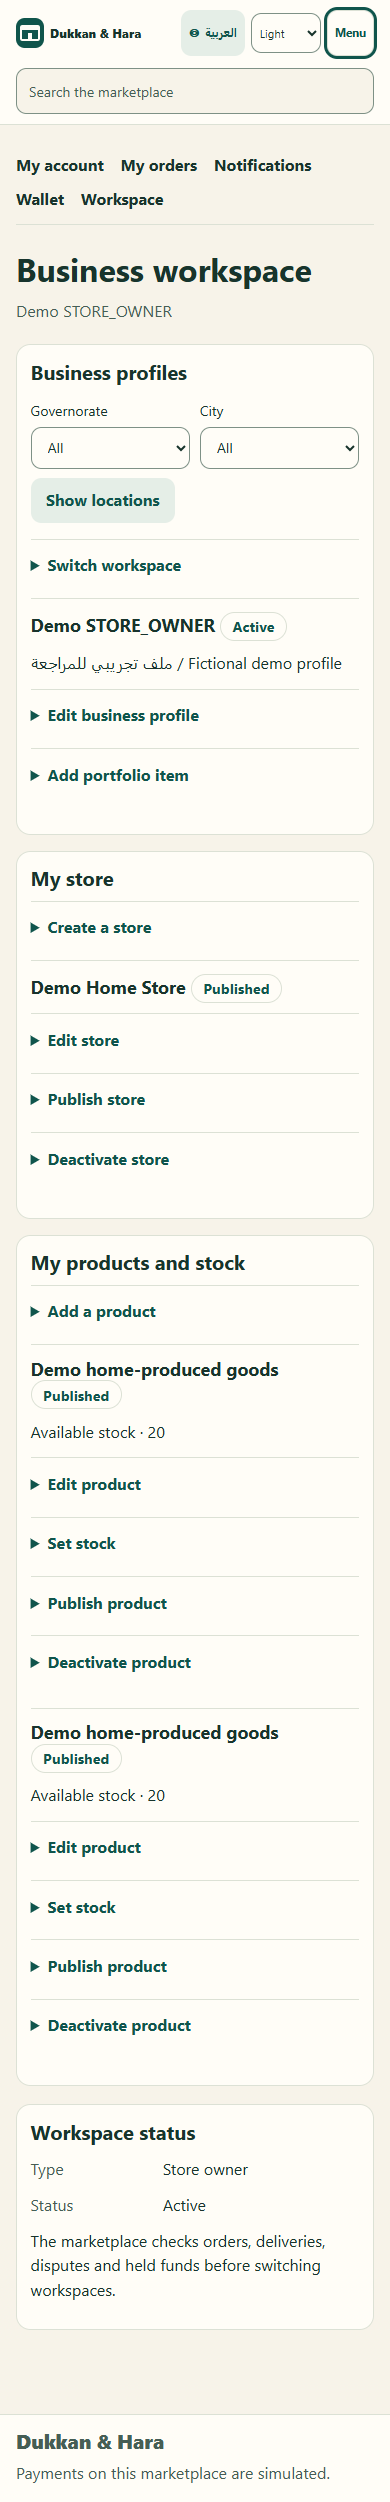 Dukkan & Hara
العربية
Light
Menu
Search the marketplace
My account My orders Notifications
Wallet Workspace
Business workspace
Demo STORE_OWNER
Business profiles
Governorate City
All All
Show locations
Switch workspace
Demo STORE_OWNER Active
ملف تجريبي للمراجعة / Fictional demo profile
Edit business profile
Add portfolio item
My store
Create a store
Demo Home Store Published
Edit store
Publish store
Deactivate store
My products and stock
Add a product
Demo home-produced goods
Published
Available stock · 20
Edit product
Set stock
Publish product
Deactivate product
Demo home-produced goods
Published
Available stock · 20
Edit product
Set stock
Publish product
Deactivate product
Workspace status
Type Store owner
Status Active
The marketplace checks orders, deliveries,
disputes and held funds before switching
workspaces.
Dukkan & Hara
Payments on this marketplace are simulated.